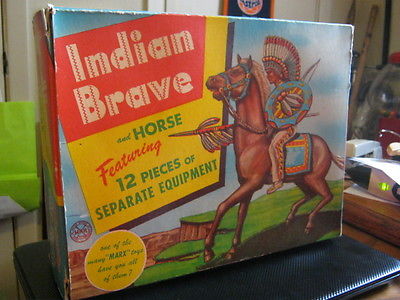 Indian
Brave
and HORSE
Featuring
12 PIECES OF
SEPARATE EQUIPMENT
one of the
many "MARX" toys
have you all
of them?
MARX